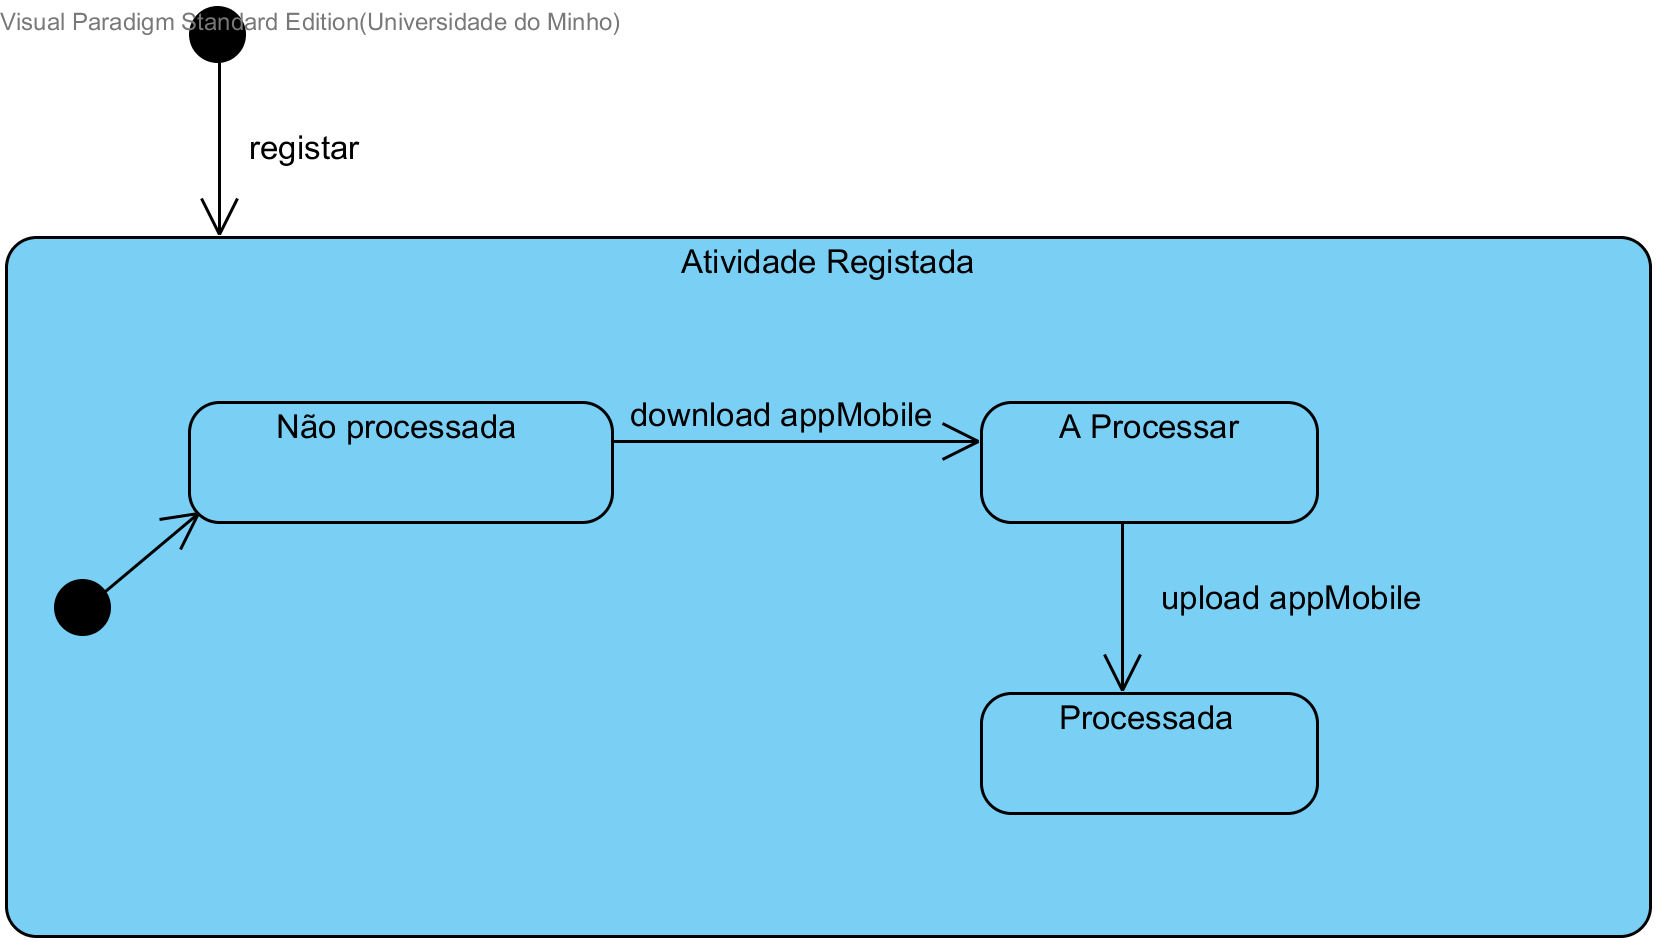 Visual Paradigm Standard Edition(Universidade do Minho)
registar
Atividade Registada
Não processada
download appMobile
A Processar
upload appMobile
Processada